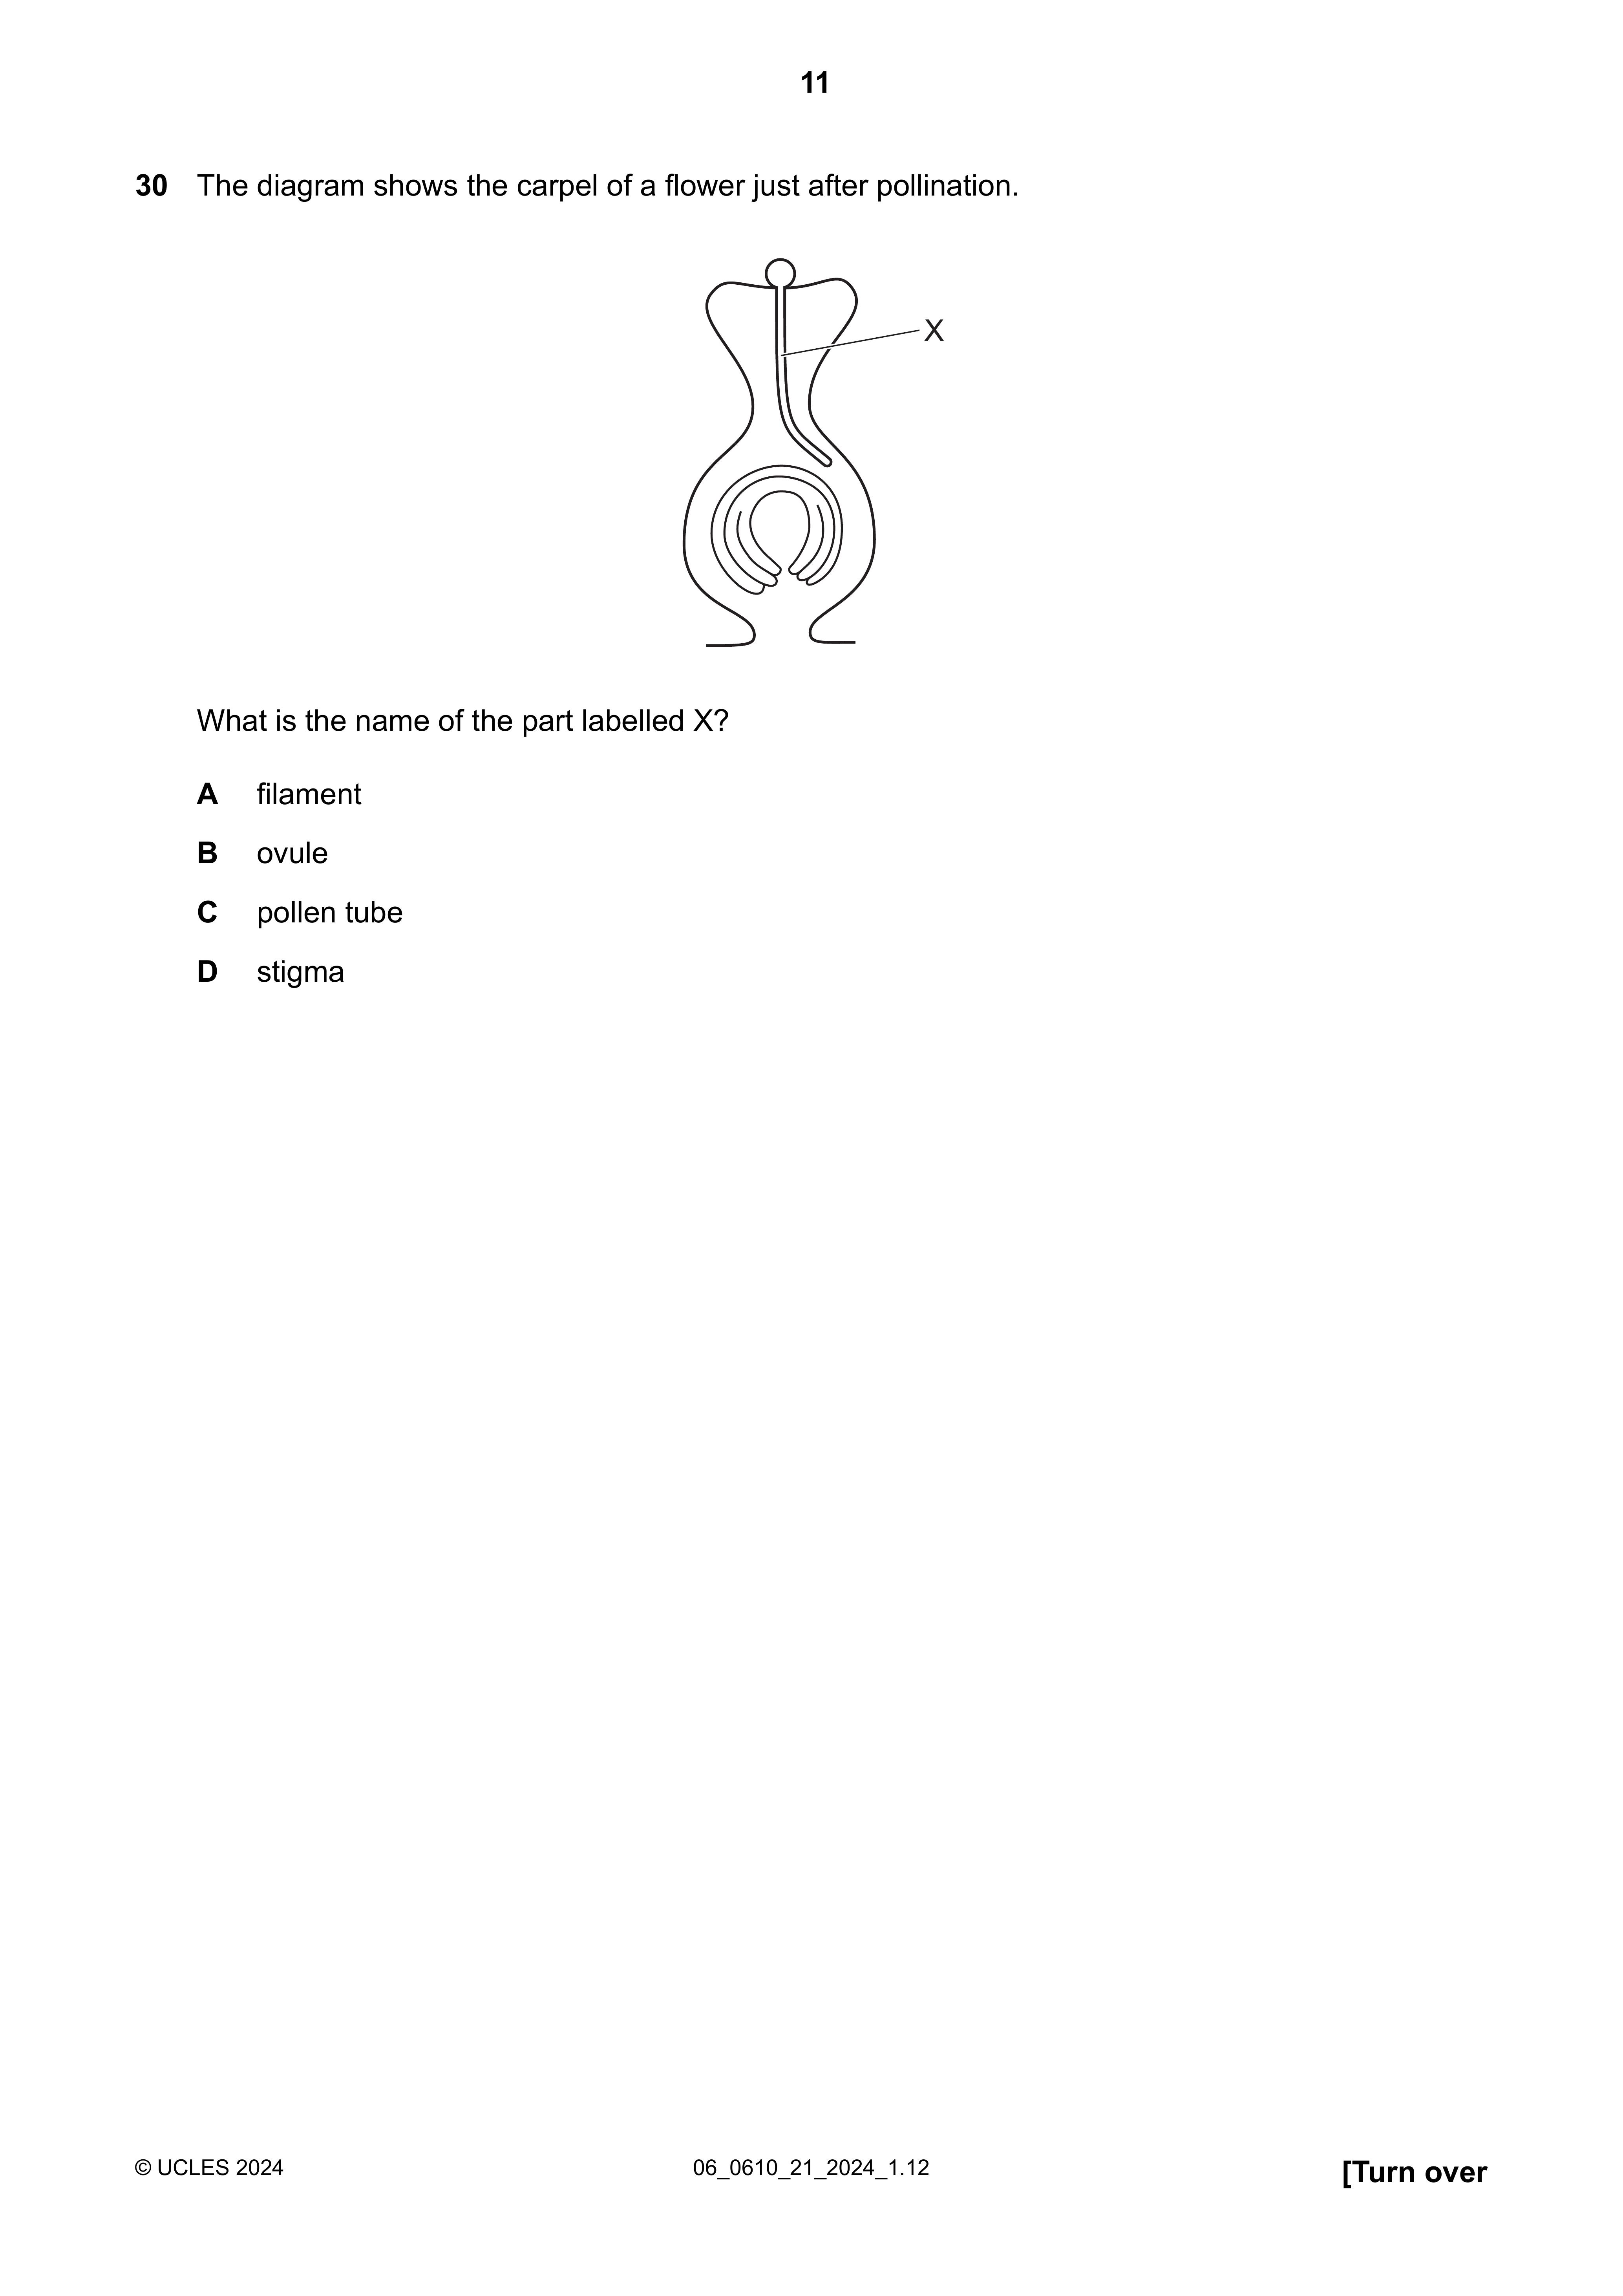 11
30 The diagram shows the carpel of a flower just after pollination.
X
What is the name of the part labelled X?
A filament
B ovule
C pollen tube
D stigma
© UCLES 2024 06_0610_21_2024_1.12 [Turn over